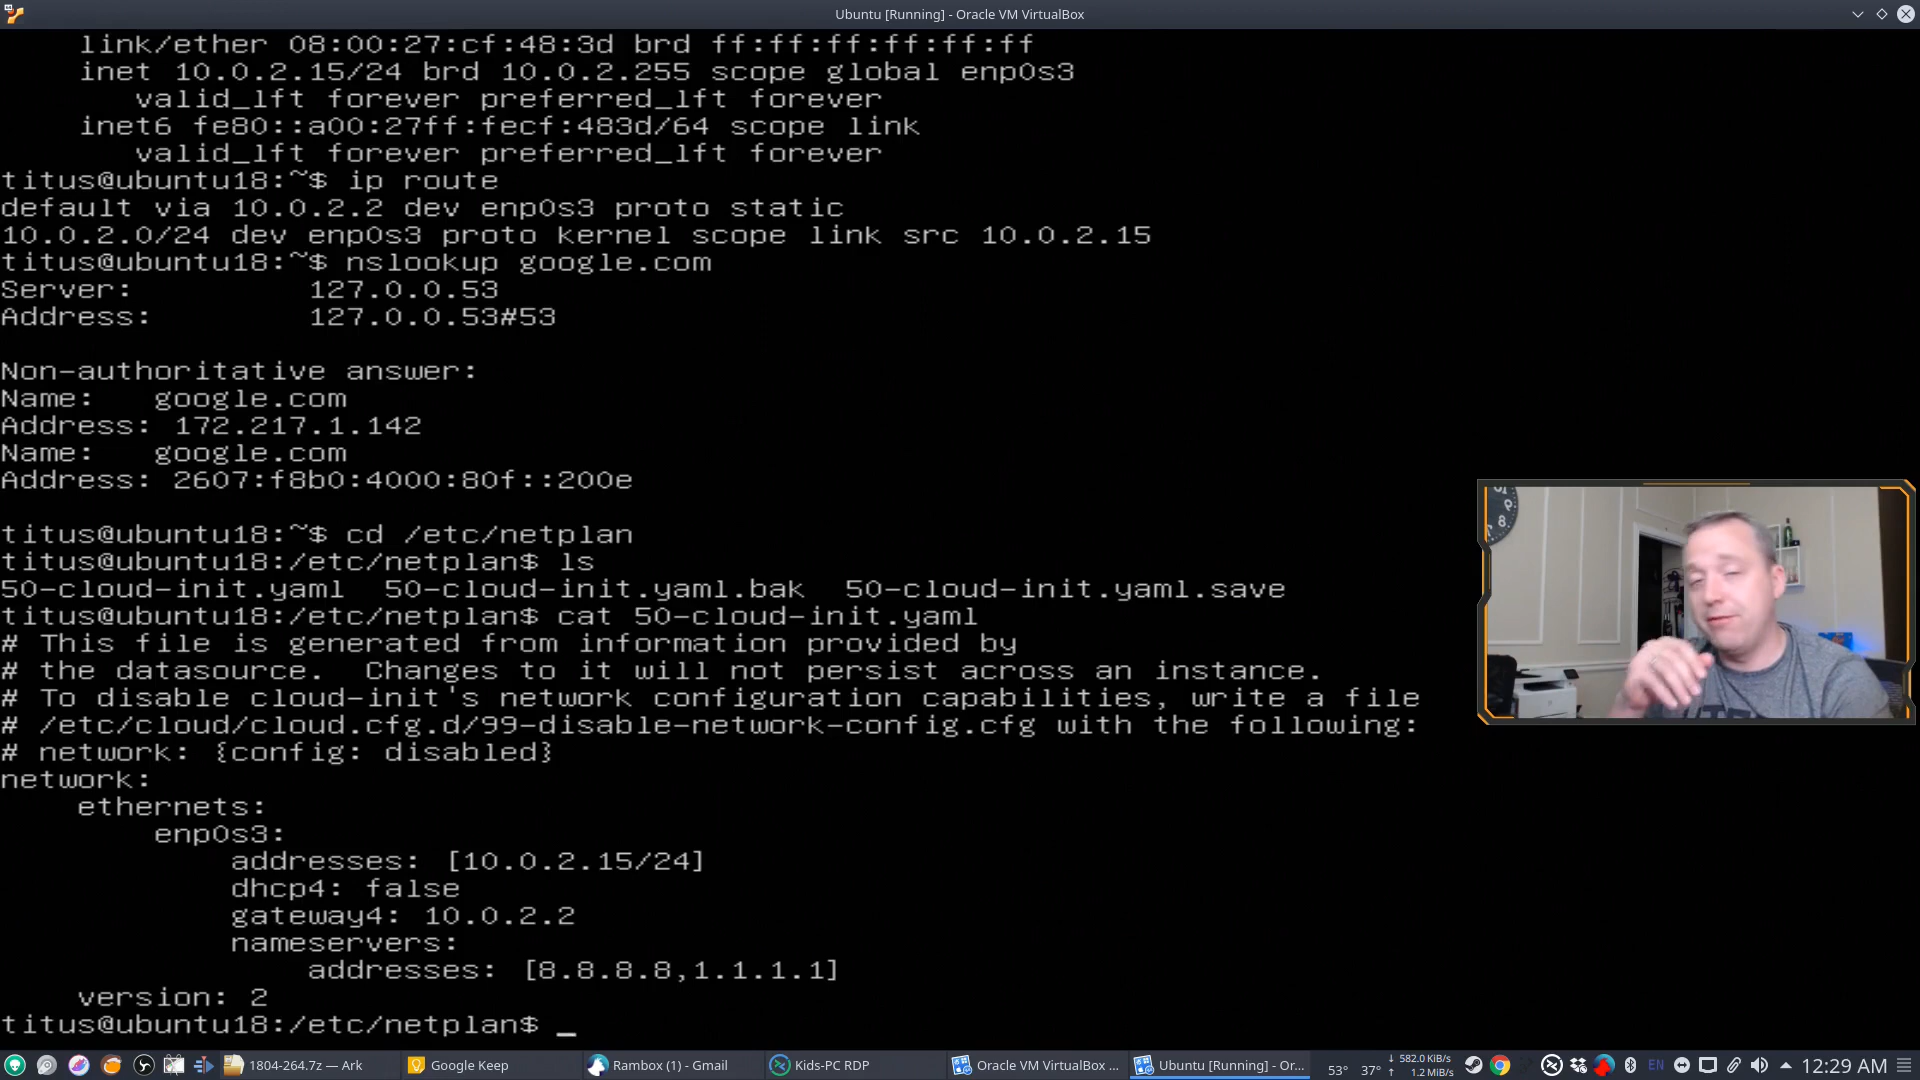 Ubuntu [Running] - Oracle VM VirtualBox
link/ether 08:00:27:cf:48:3d brd ff:ff:ff:ff:ff:ff
inet 10.0.2.15/24 brd 10.0.2.255 scope global enp0s3
valid_lft forever preferred_lft forever
inet6 fe80::a00:27ff:fecf:483d/64 scope link
valid_lft forever preferred_lft forever
titus@ubuntu18:~$ ip route
default via 10.0.2.2 dev enp0s3 proto static
10.0.2.0/24 dev enp0s3 proto kernel scope link src 10.0.2.15
titus@ubuntu18:~$ nslookup google.com
Server:         127.0.0.53
Address:        127.0.0.53#53
Non-authoritative answer:
Name:   google.com
Address: 172.217.1.142
Name:   google.com
Address: 2607:f8b0:4000:80f::200e
titus@ubuntu18:~$ cd /etc/netplan
titus@ubuntu18:/etc/netplan$ ls
50-cloud-init.yaml  50-cloud-init.yaml.bak  50-cloud-init.yaml.save
titus@ubuntu18:/etc/netplan$ cat 50-cloud-init.yaml
# This file is generated from information provided by
# the datasource.  Changes to it will not persist across an instance.
# To disable cloud-init's network configuration capabilities, write a file
# /etc/cloud/cloud.cfg.d/99-disable-network-config.cfg with the following:
# network: {config: disabled}
network:
ethernets:
enp0s3:
addresses: [10.0.2.15/24]
dhcp4: false
gateway4: 10.0.2.2
nameservers:
addresses: [8.8.8.8,1.1.1.1]
version: 2
titus@ubuntu18:/etc/netplan$ _
1804-264.7z — Ark
Google Keep
Rambox (1) - Gmail
Kids-PC RDP
Oracle VM VirtualBox ...
Ubuntu [Running] - Or...
53° 37°
↓ 582.0 KiB/s
↑ 1.2 MiB/s
EN
12:29 AM